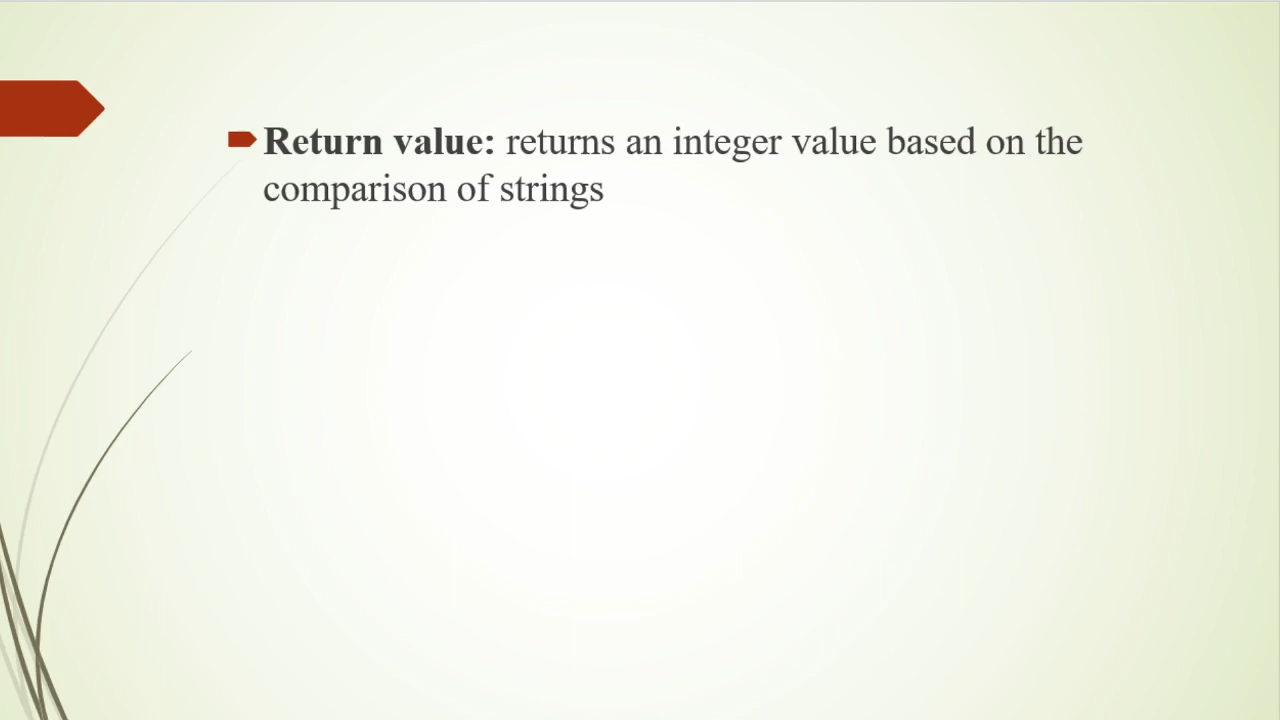 Return value: returns an integer value based on the
comparison of strings